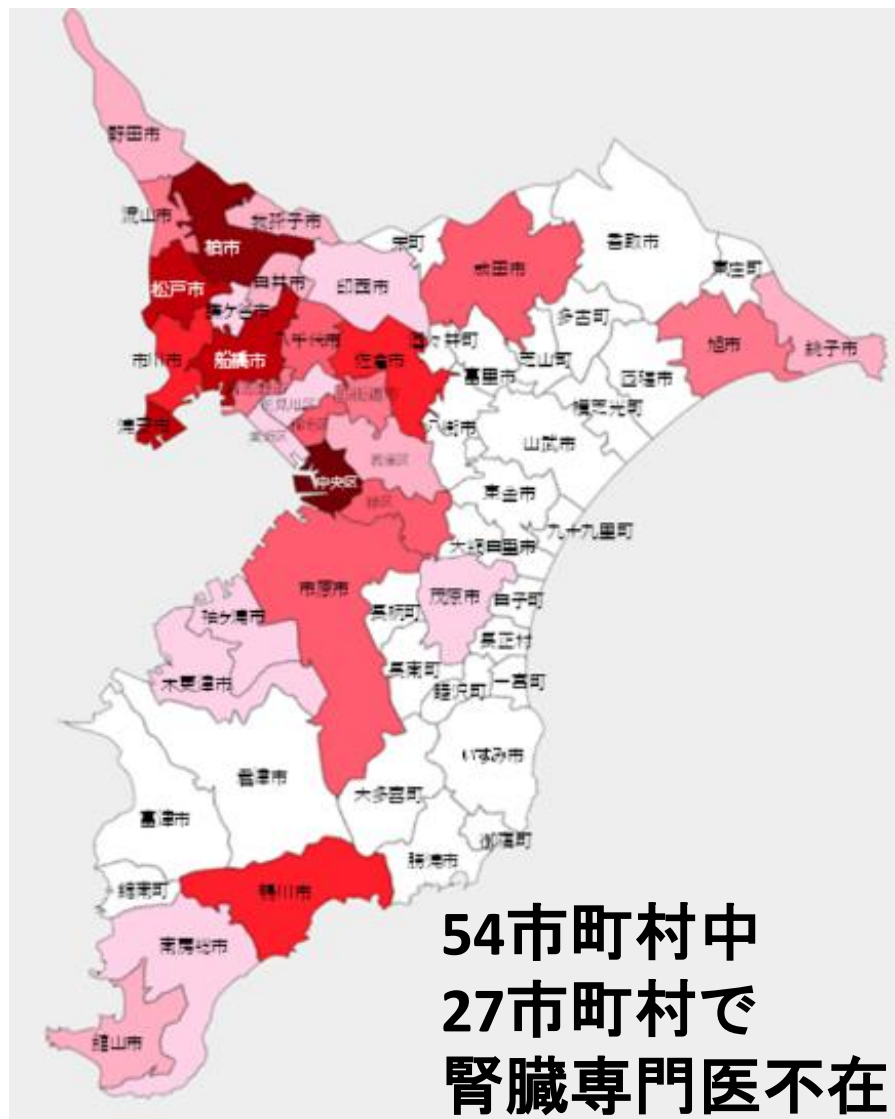 野田市
流山市
柏市
我孫子市
栄町
成田市
香取市
東庄町
松戸市
白井市
印西市
鎌ケ谷市
多古町
市川市
船橋市
八千代市
佐倉市
酒々井町
富里市
芝山町
匝瑳市
旭市
銚子市
浦安市
四街道市
八街市
横芝光町
山武市
中央区
若葉区
緑区
東金市
九十九里町
大網白里市
市原市
袖ケ浦市
長柄町
茂原市
白子町
長生村
木更津市
長南町
睦沢町
一宮町
君津市
大多喜町
いすみ市
富津市
御宿町
勝浦市
鋸南町
鴨川市
南房総市
館山市
54市町村中
27市町村で
腎臓専門医不在